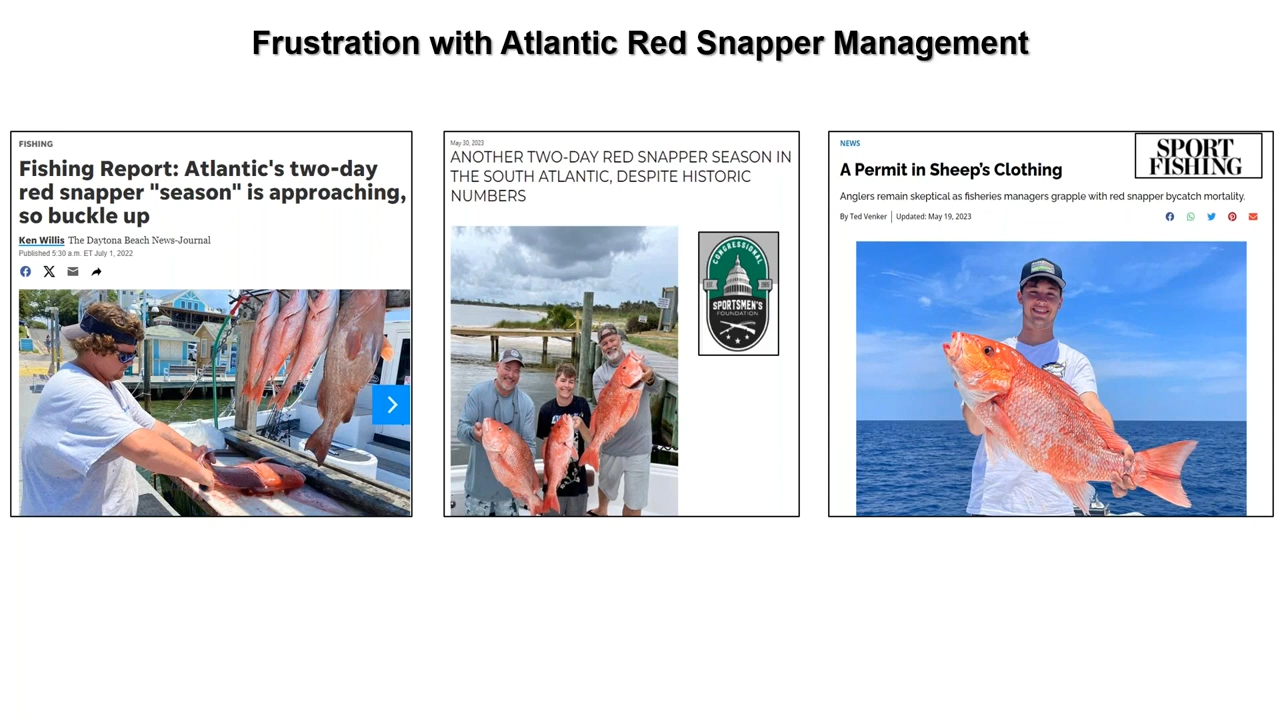 Frustration with Atlantic Red Snapper Management
FISHING
Fishing Report: Atlantic's two-day
red snapper "season" is approaching,
so buckle up
Ken Willis The Daytona Beach News-Journal
Published 5:30 a.m. ET July 1, 2022
May 30, 2023
ANOTHER TWO-DAY RED SNAPPER SEASON IN
THE SOUTH ATLANTIC, DESPITE HISTORIC
NUMBERS
CONGRESSIONAL
SPORTSMEN'S
FOUNDATION
NEWS
SPORT
FISHING
A Permit in Sheep's Clothing
Anglers remain skeptical as fisheries managers grapple with red snapper bycatch mortality.
By Ted Venker | Updated: May 19, 2023